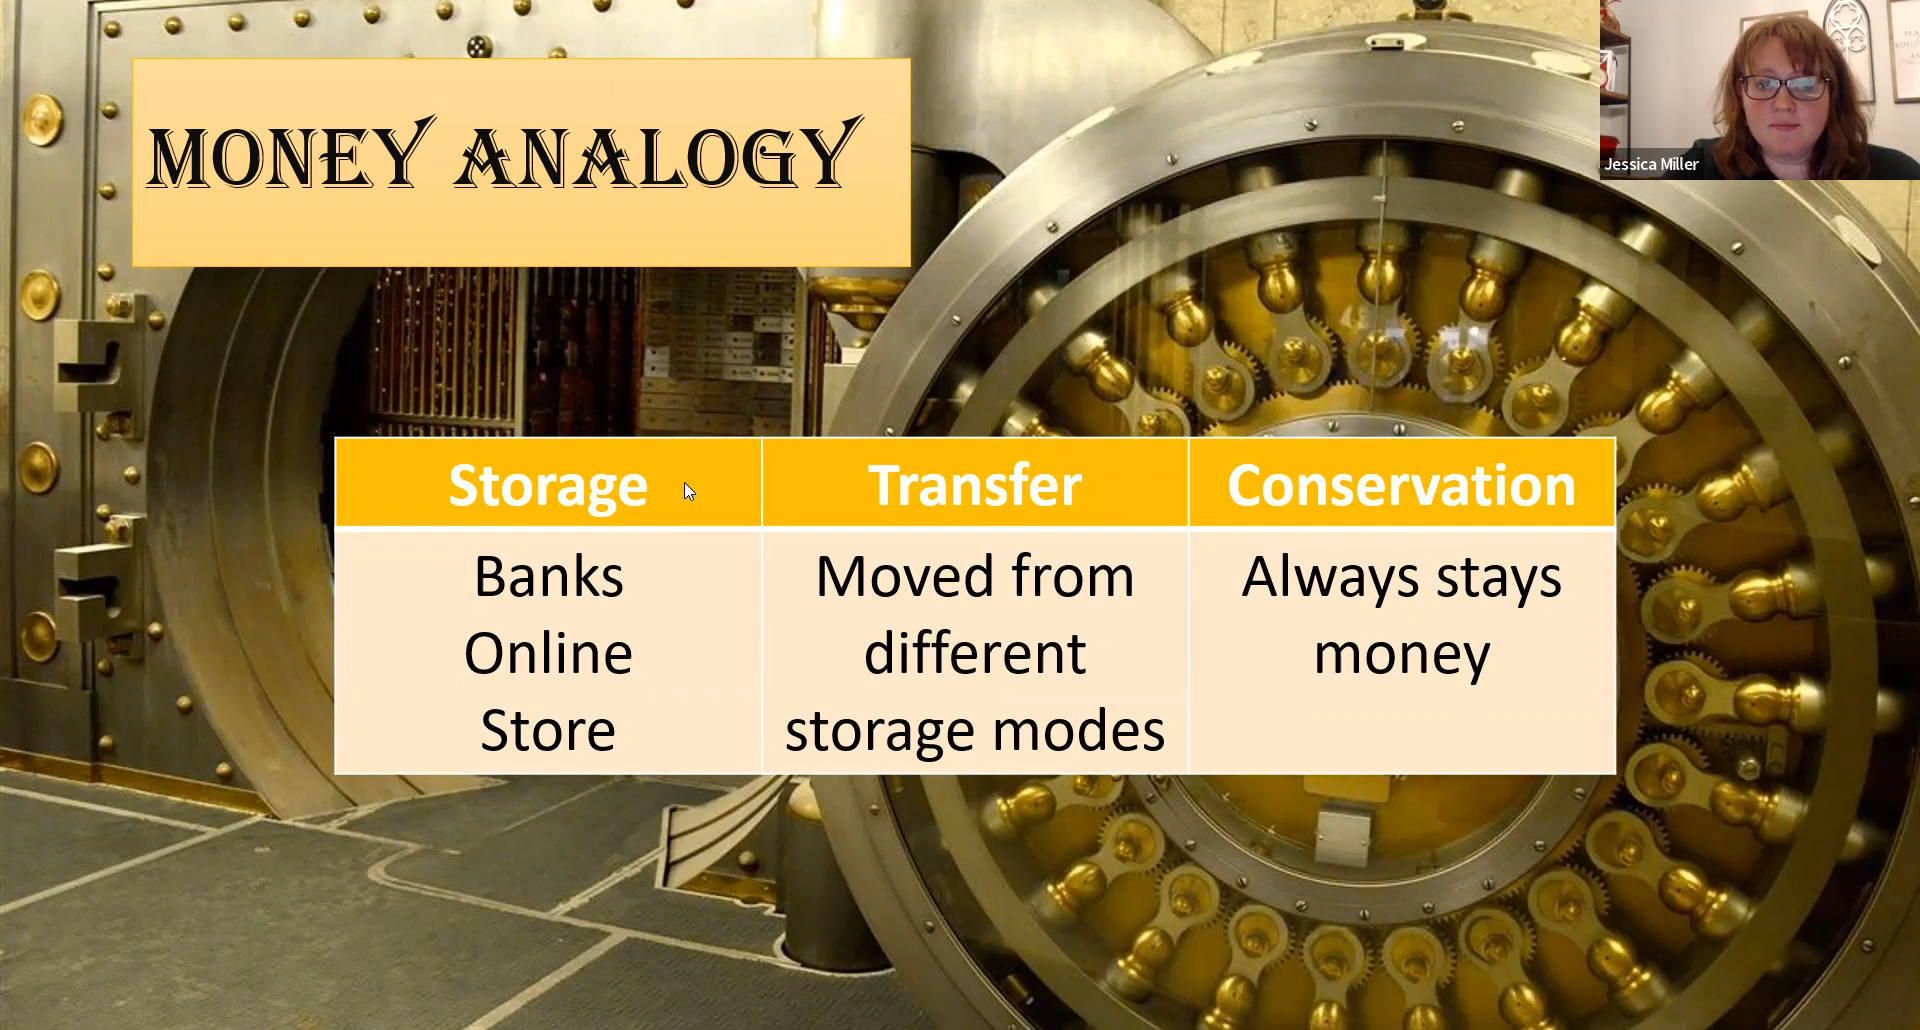 MONEY ANALOGY
Jessica Miller
Storage
Transfer
Conservation
Banks
Online
Store
Moved from
different
storage modes
Always stays
money